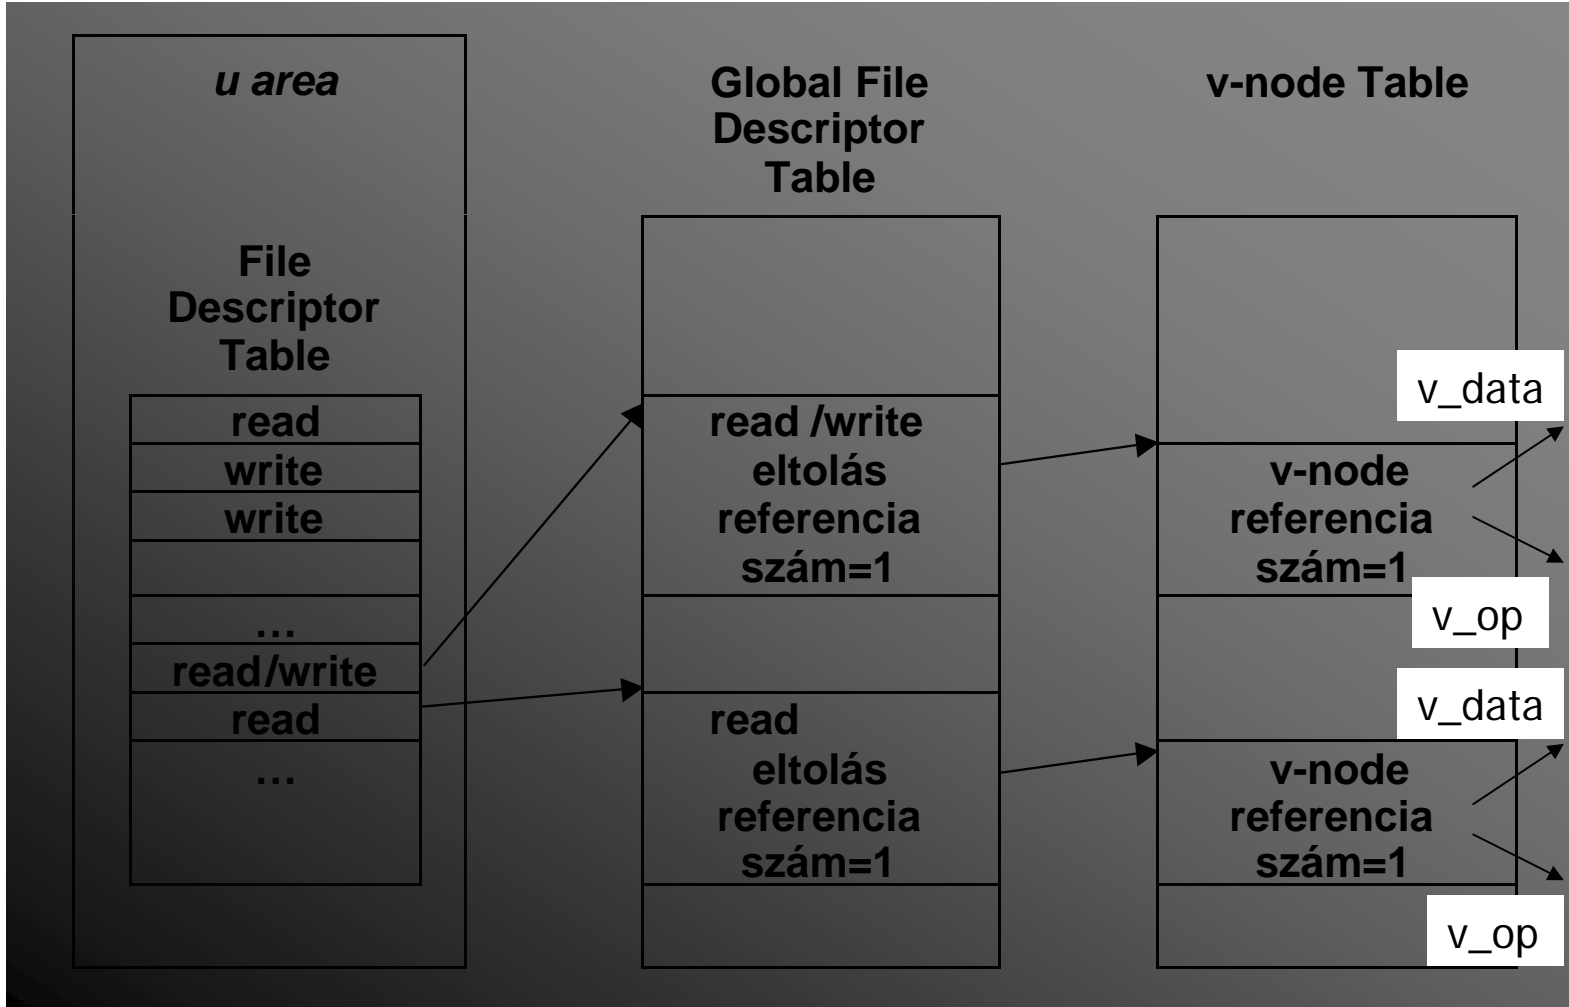 u area
File
Descriptor
Table
read
write
write
...
read/write
read
...
Global File
Descriptor
Table
read /write
eltolás
referencia
szám=1
read
eltolás
referencia
szám=1
v-node Table
v_data
v-node
referencia
szám=1
v_op
v_data
v-node
referencia
szám=1
v_op